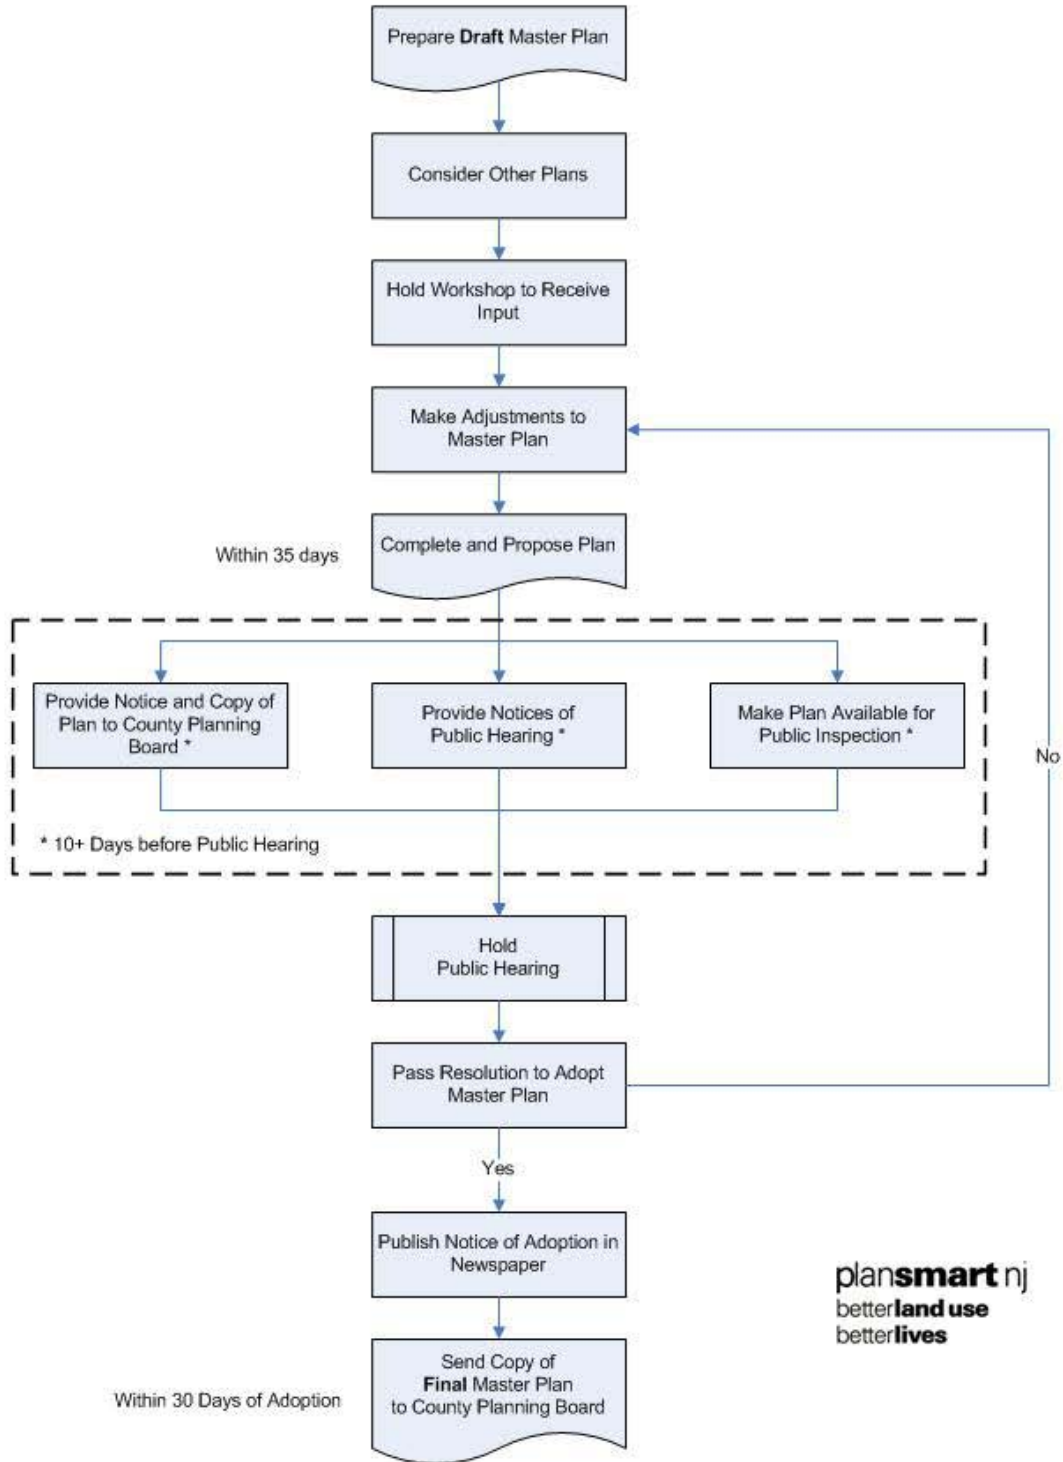 Prepare Draft Master Plan
Consider Other Plans
Hold Workshop to Receive
Input
Make Adjustments to
Master Plan
Within 35 days
Complete and Propose Plan
Provide Notice and Copy of
Plan to County Planning
Board *
Provide Notices of
Public Hearing *
Make Plan Available for
Public Inspection *
No
* 10+ Days before Public Hearing
Hold
Public Hearing
Pass Resolution to Adopt
Master Plan
Yes
Publish Notice of Adoption in
Newspaper
plansmart nj
betterland use
betterlives
Within 30 Days of Adoption
Send Copy of
Final Master Plan
to County Planning Board